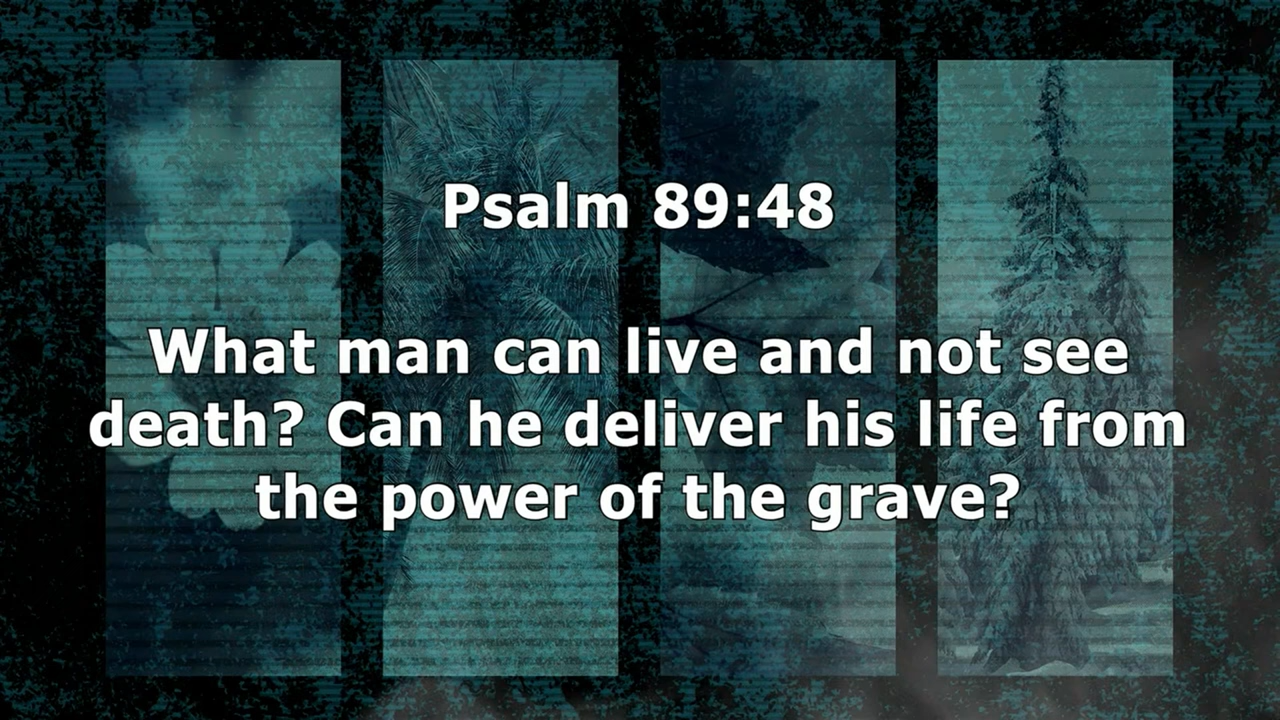 Psalm 89:48
What man can live and not see
death? Can he deliver his life from
the power of the grave?